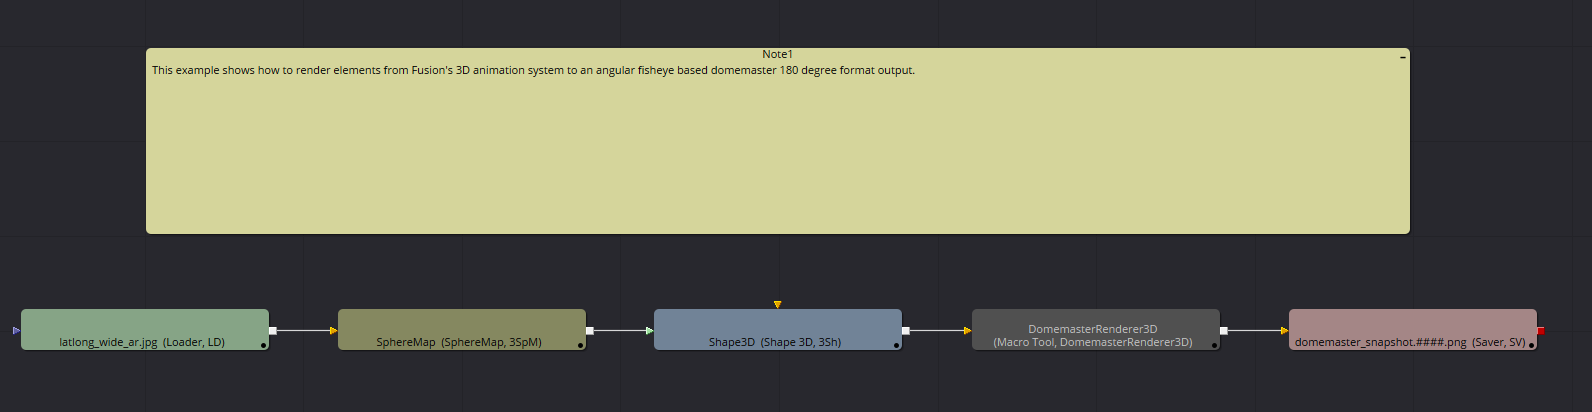 Note1
This example shows how to render elements from Fusion's 3D animation system to an angular fisheye based domemaster 180 degree format output.
latlong_wide_ar.jpg (Loader, LD)
SphereMap (SphereMap, 3SpM)
Shape3D (Shape 3D, 3Sh)
DomemasterRenderer3D
(Macro Tool, DomemasterRenderer3D)
domemaster_snapshot.####.png (Saver, SV)